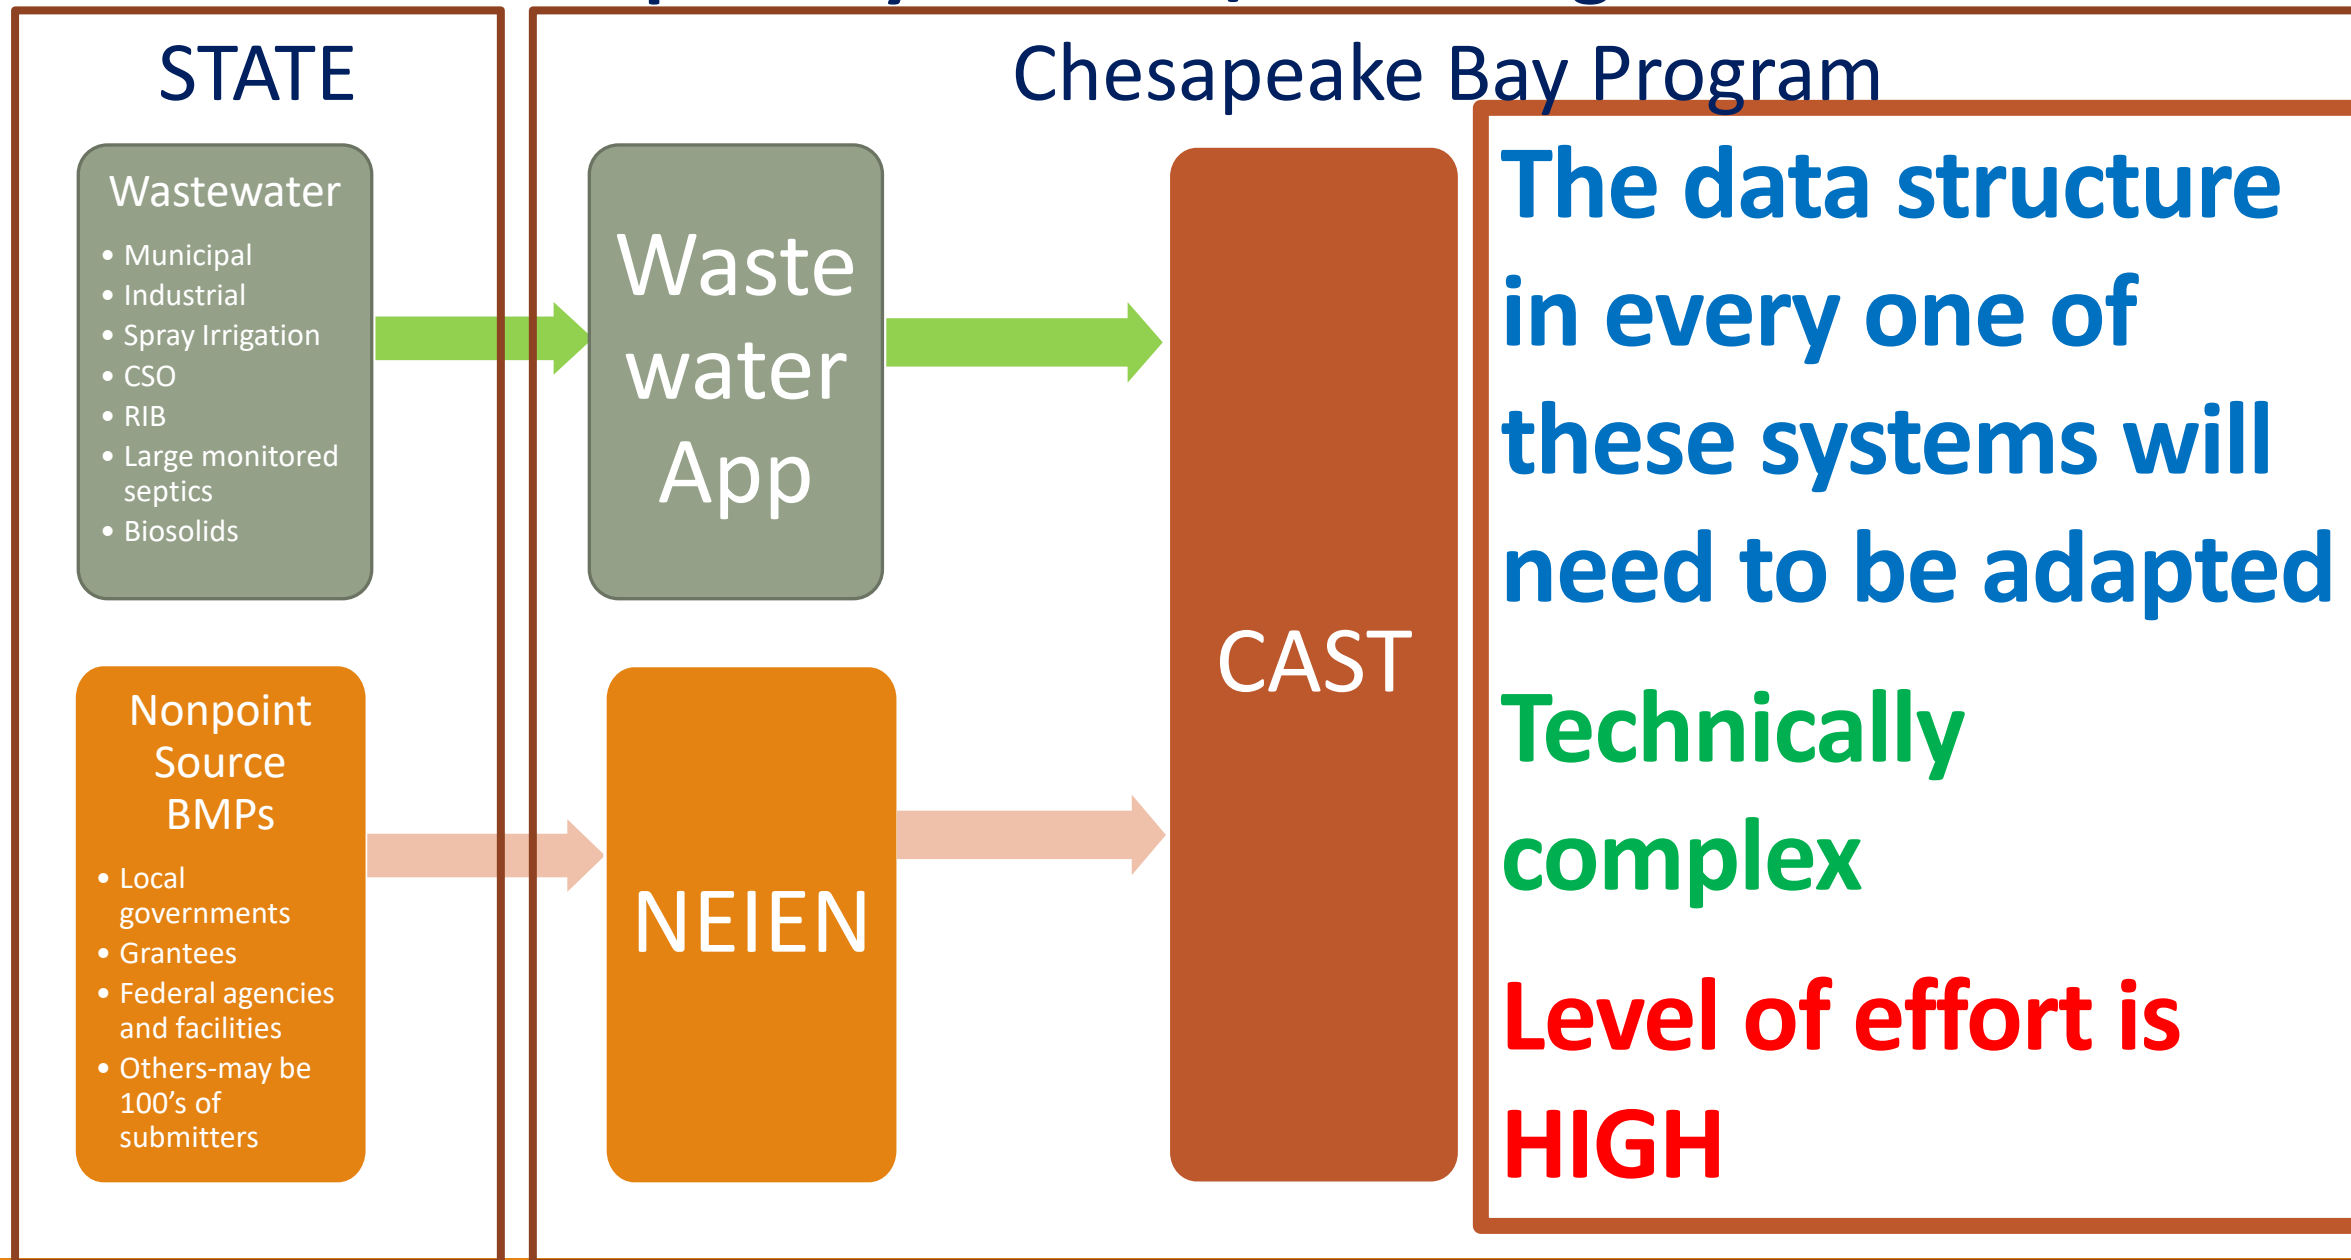 STATE
Chesapeake Bay Program
Wastewater
• Municipal
• Industrial
• Spray Irrigation
• CSO
• RIB
• Large monitored
septics
• Biosolids
Waste
water
App
CAST
Nonpoint
Source
BMPs
• Local
governments
• Grantees
• Federal agencies
and facilities
• Others-may be
100’s of
submitters
NEIEN
The data structure
in every one of
these systems will
need to be adapted
Technically
complex
Level of effort is
HIGH